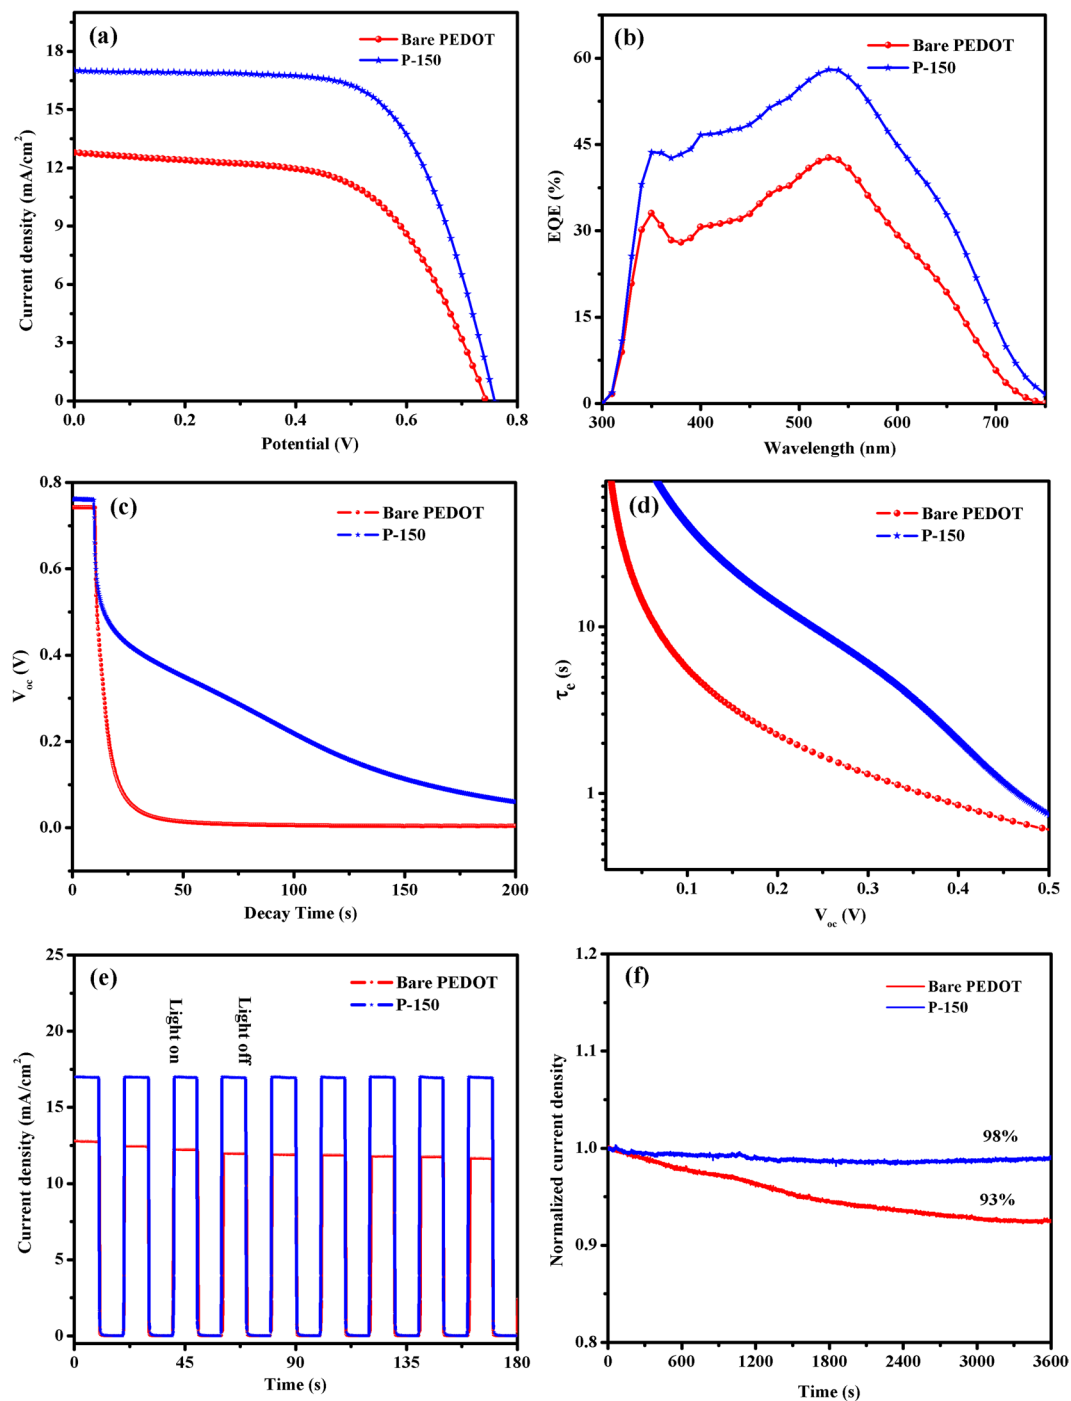 (a)
Bare PEDOT
P-150
18
15
12
9
6
3
0
0.0
0.2
0.4
0.6
0.8
Current density (mA/cm²)
Potential (V)
(b)
Bare PEDOT
P-150
60
45
30
15
0
300
400
500
600
700
EQE (%)
Wavelength (nm)
(c)
Bare PEDOT
P-150
0.8
0.6
0.4
0.2
0.0
0
50
100
150
200
Voc (V)
Decay Time (s)
(d)
Bare PEDOT
P-150
10
1
0.1
0.2
0.3
0.4
0.5
τe (s)
Voc (V)
(e)
Bare PEDOT
P-150
Light on
Light off
25
20
15
10
5
0
0
45
90
135
180
Current density (mA/cm²)
Time (s)
(f)
Bare PEDOT
P-150
98%
93%
1.2
1.1
1.0
0.9
0.8
0
600
1200
1800
2400
3000
3600
Normalized current density
Time (s)